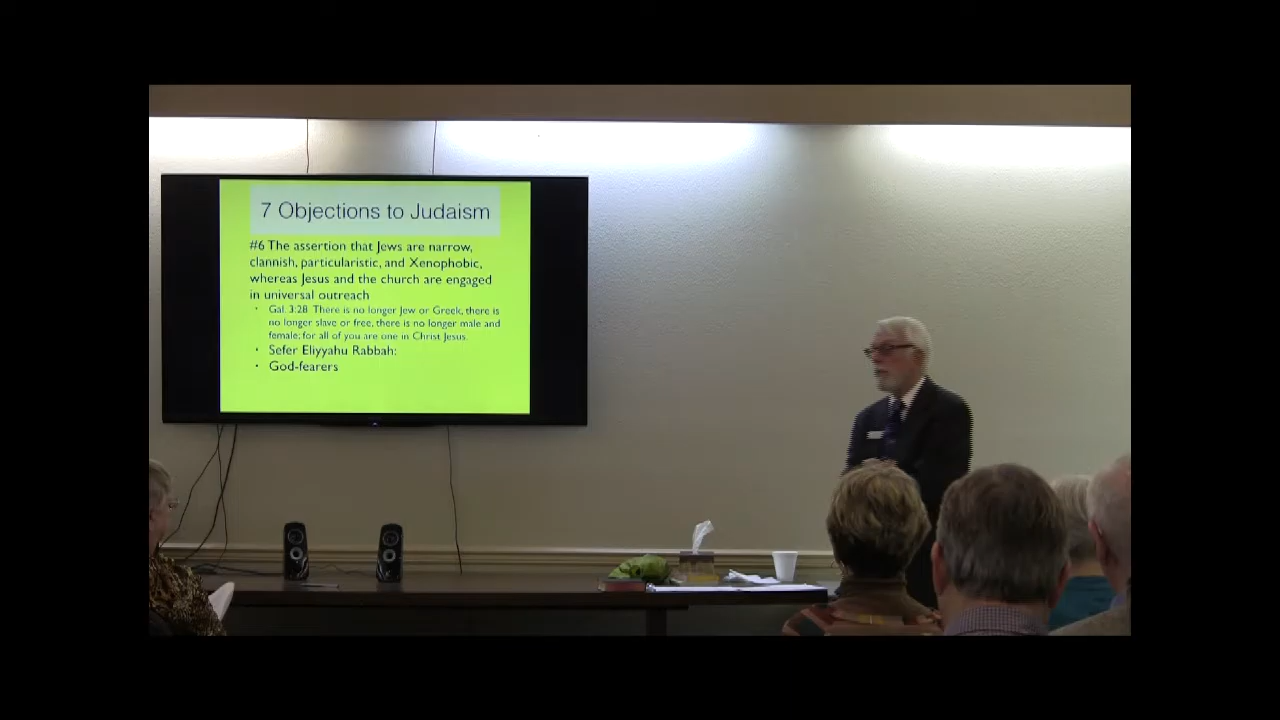 7 Objections to Judaism
#6 The assertion that Jews are narrow,
clannish, particularistic, and Xenophobic,
whereas Jesus and the church are engaged
in universal outreach
• Gal. 3:28 There is no longer Jew or Greek, there is
no longer slave or free, there is no longer male and
female; for all of you are one in Christ Jesus.
• Sefer Eliyyahu Rabbah:
• God-fearers